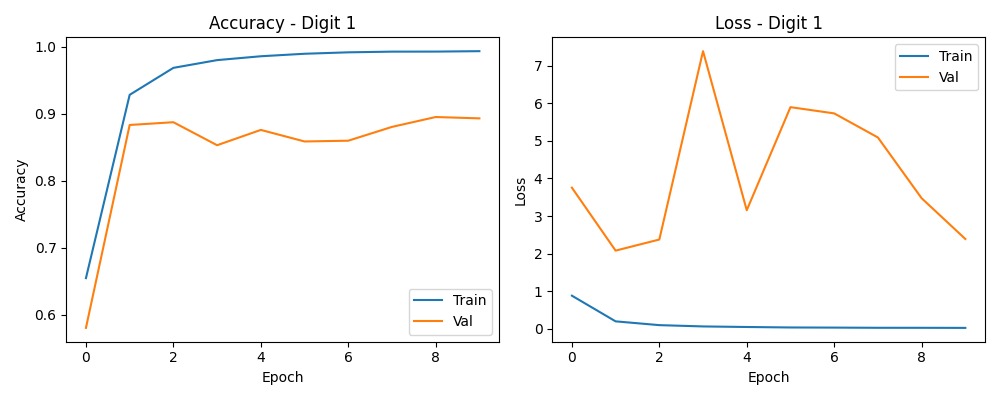 Accuracy - Digit 1
1.0
0.9
0.8
0.7
0.6
Accuracy
0 2 4 6 8
Epoch
Train
Val
Loss - Digit 1
7
6
5
4
3
2
1
0
Loss
0 2 4 6 8
Epoch
Train
Val